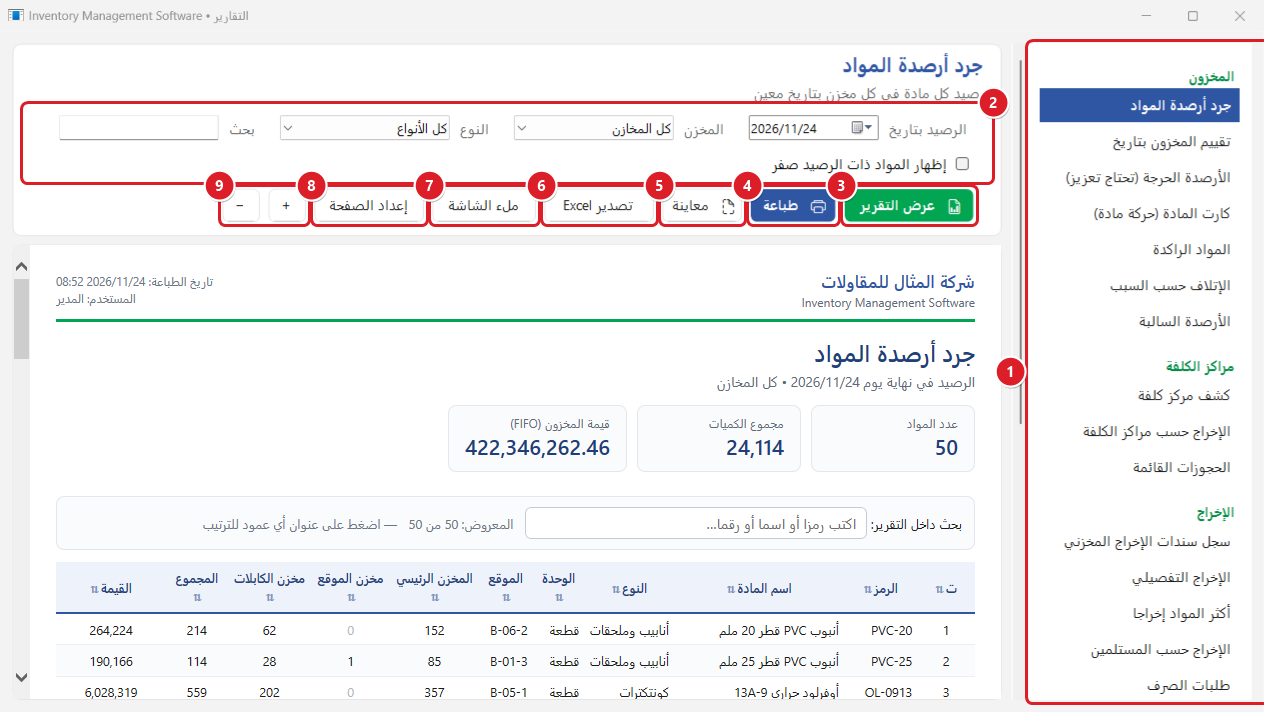 Inventory Management Software • التقارير
المخزون
جرد أرصدة المواد
تقييم المخزون بتاريخ
الأرصدة الحرجة (تحتاج تعزيز)
كارت المادة (حركة مادة)
المواد الراكدة
الإتلاف حسب السبب
الأرصدة السالبة
مراكز الكلفة
كشف مركز كلفة
الإخراج حسب مراكز الكلفة
الحجوزات القائمة
الإخراج
سجل سندات الإخراج المخزني
الإخراج التفصيلي
أكثر المواد إخراجا
الإخراج حسب المستلمين
طلبات الصرف
1
جرد أرصدة المواد
رصيد كل مادة في كل مخزن بتاريخ معين
2
الرصيد بتاريخ 2026/11/24 المخزن كل المخازن النوع كل الأنواع بحث
إظهار المواد ذات الرصيد صفر
3 4 5 6 7 8 9
عرض التقرير طباعة معاينة تصدير Excel ملء الشاشة إعداد الصفحة + −
شركة المثال للمقاولات تاريخ الطباعة: 2026/11/24 08:52
Inventory Management Software المستخدم: المدير
جرد أرصدة المواد
الرصيد في نهاية يوم 2026/11/24 • كل المخازن
عدد المواد مجموع الكميات قيمة المخزون (FIFO)
50 24,114 422,346,262.46
بحث داخل التقرير: اكتب رمزا أو اسما أو رقما... المعروض: 50 من 50 — اضغط على عنوان أي عمود للترتيب
ت الرمز اسم المادة النوع الوحدة الموقع المخزن الرئيسي مخزن الموقع مخزن الكابلات المجموع القيمة
1 PVC-20 أنبوب PVC قطر 20 ملم أنابيب وملحقات قطعة B-06-2 152 0 62 214 264,224
2 PVC-25 أنبوب PVC قطر 25 ملم أنابيب وملحقات قطعة B-01-3 85 1 28 114 190,166
3 OL-0913 أوفرلود حراري 9-13A كونتكترات قطعة B-05-1 357 0 202 559 6,028,319